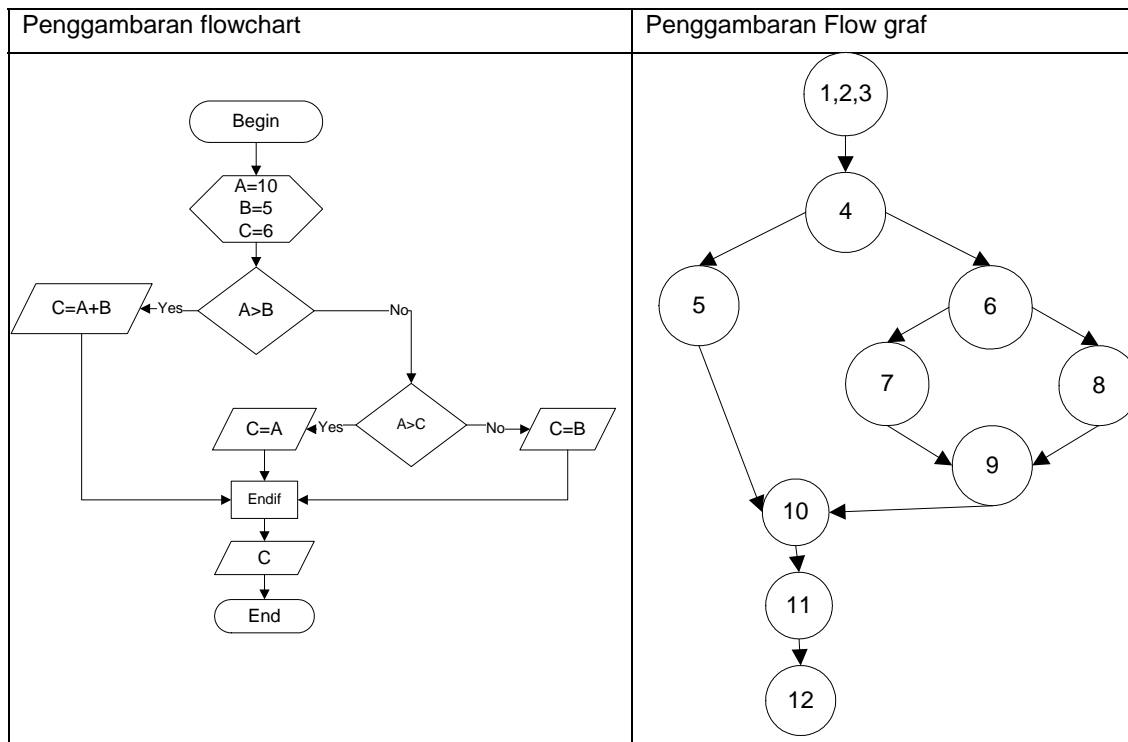 Penggambaran flowchart
Penggambaran Flow graf
Begin
A=10
B=5
C=6
A>B
Yes
No
C=A+B
A>C
Yes
No
C=A
C=B
Endif
C
End
1,2,3
4
5
6
7
8
9
10
11
12